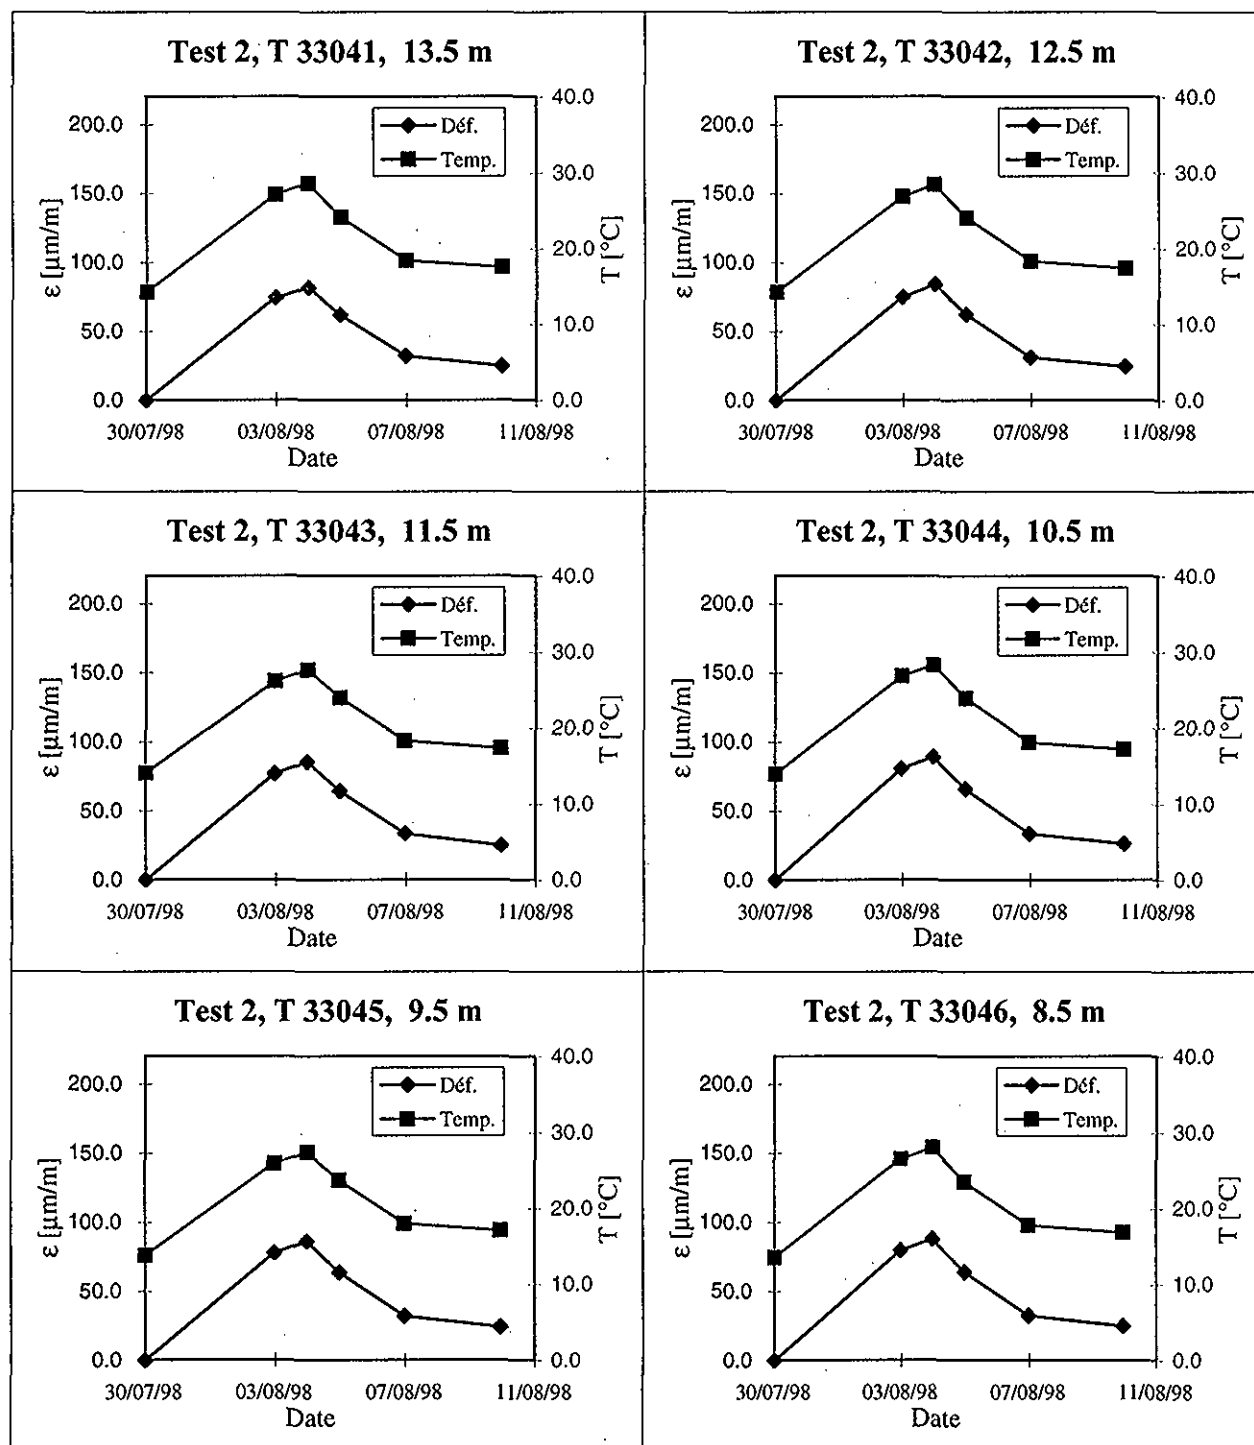 Test 2, T 33041, 13.5 m
ε [µm/m]
200.0
150.0
100.0
50.0
0.0
Déf.
Temp.
40.0
30.0
20.0
10.0
0.0
T [°C]
30/07/98 03/08/98 07/08/98 11/08/98
Date
Test 2, T 33042, 12.5 m
ε [µm/m]
200.0
150.0
100.0
50.0
0.0
Déf.
Temp.
40.0
30.0
20.0
10.0
0.0
T [°C]
30/07/98 03/08/98 07/08/98 11/08/98
Date
Test 2, T 33043, 11.5 m
ε [µm/m]
200.0
150.0
100.0
50.0
0.0
Déf.
Temp.
40.0
30.0
20.0
10.0
0.0
T [°C]
30/07/98 03/08/98 07/08/98 11/08/98
Date
Test 2, T 33044, 10.5 m
ε [µm/m]
200.0
150.0
100.0
50.0
0.0
Déf.
Temp.
40.0
30.0
20.0
10.0
0.0
T [°C]
30/07/98 03/08/98 07/08/98 11/08/98
Date
Test 2, T 33045, 9.5 m
ε [µm/m]
200.0
150.0
100.0
50.0
0.0
Déf.
Temp.
40.0
30.0
20.0
10.0
0.0
T [°C]
30/07/98 03/08/98 07/08/98 11/08/98
Date
Test 2, T 33046, 8.5 m
ε [µm/m]
200.0
150.0
100.0
50.0
0.0
Déf.
Temp.
40.0
30.0
20.0
10.0
0.0
T [°C]
30/07/98 03/08/98 07/08/98 11/08/98
Date